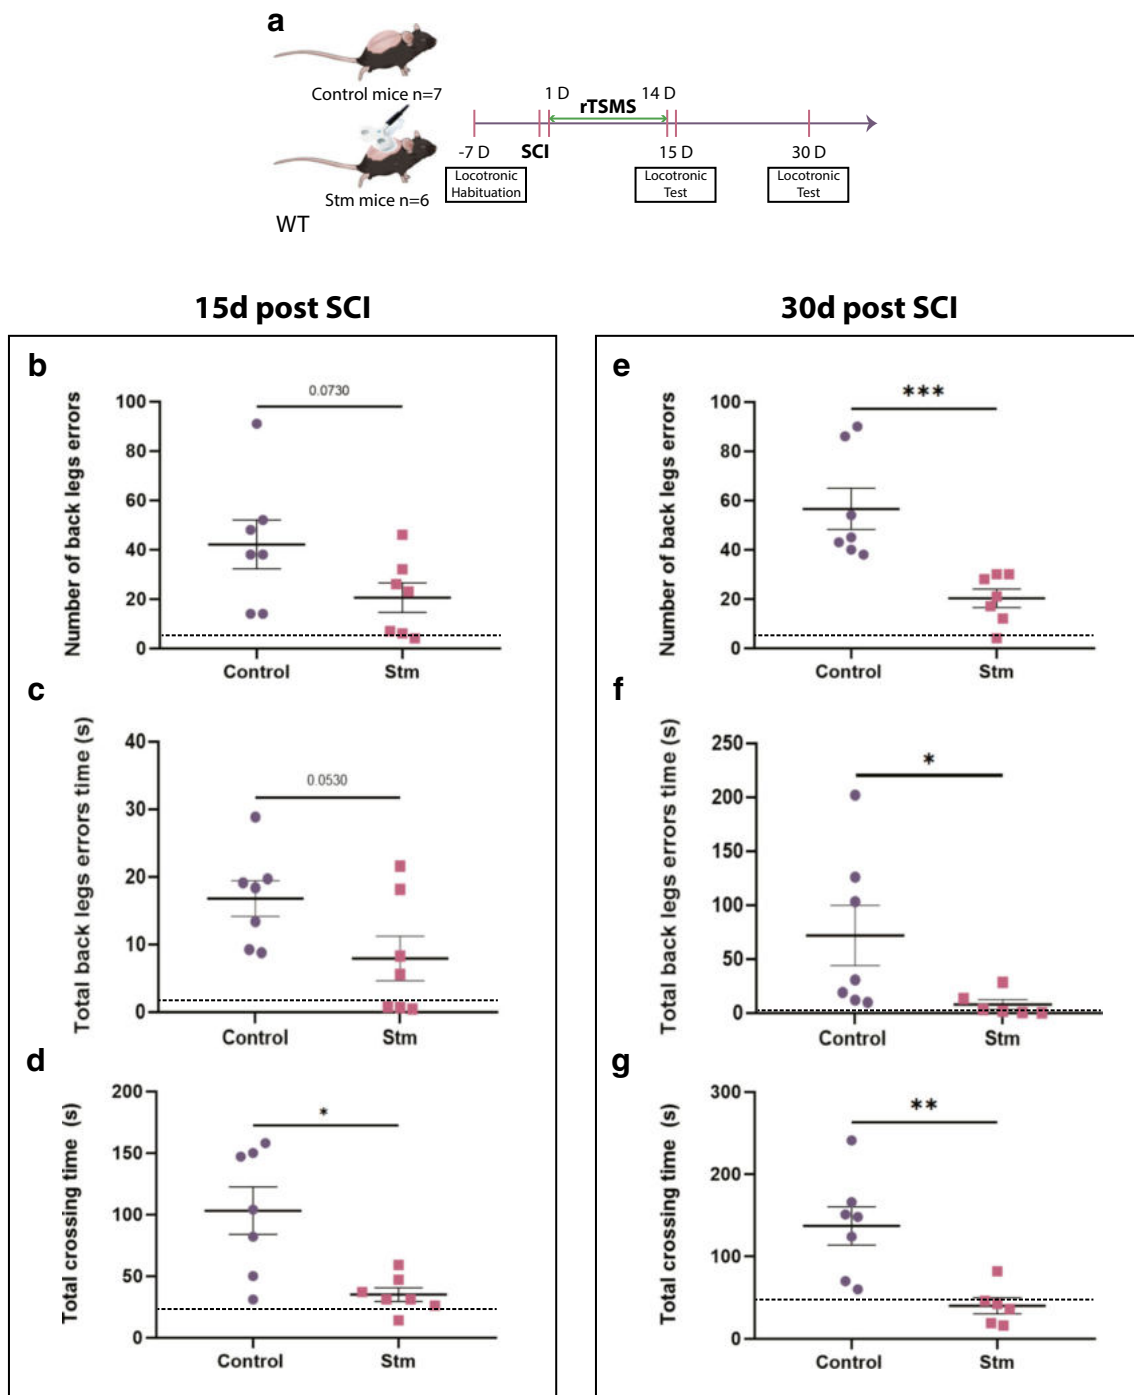 a
Control mice n=7
Stm mice n=6
WT
1 D
14 D
rTSMS
-7 D
SCI
15 D
30 D
Locotronic
Habituation
Locotronic
Test
Locotronic
Test
15d post SCI
30d post SCI
b
Number of back legs errors
100
80
60
40
20
0
0.0730
Control
Stm
c
Total back legs errors time (s)
40
30
20
10
0
0.0530
Control
Stm
d
Total crossing time (s)
200
150
100
50
0
*
Control
Stm
e
Number of back legs errors
100
80
60
40
20
0
***
Control
Stm
f
Total back legs errors time (s)
250
200
150
100
50
0
*
Control
Stm
g
Total crossing time (s)
300
200
100
0
**
Control
Stm